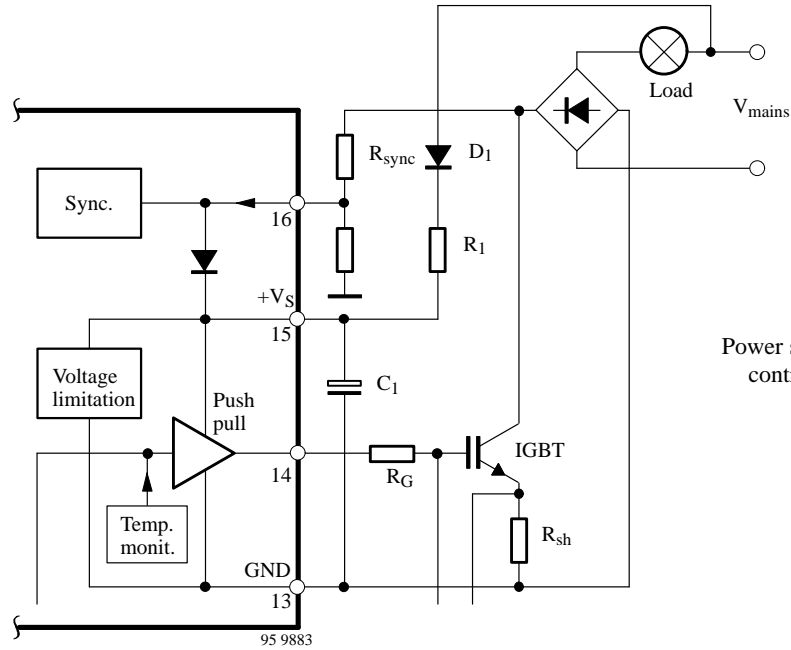 Load
V_mains
R_sync
D_1
Sync.
16
R_1
+V_S
15
Power s
conti
Voltage
limitation
C_1
Push
pull
IGBT
14
R_G
Temp.
monit.
R_sh
GND
13
95 9883